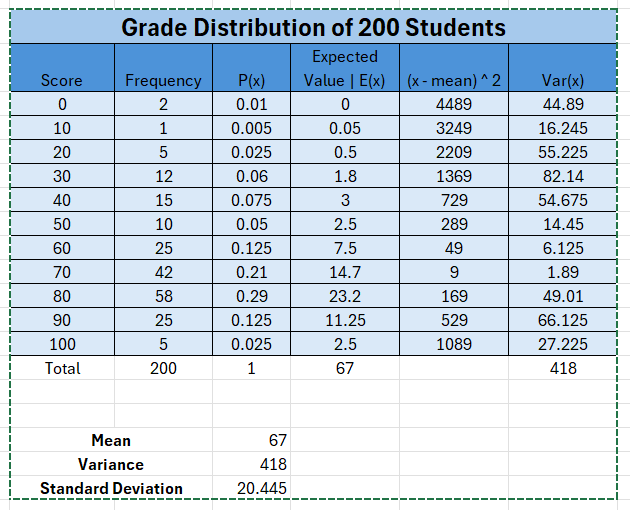 Grade Distribution of 200 Students
Expected
Score Frequency P(x) Value | E(x) (x - mean) ^ 2 Var(x)
0 2 0.01 0 4489 44.89
10 1 0.005 0.05 3249 16.245
20 5 0.025 0.5 2209 55.225
30 12 0.06 1.8 1369 82.14
40 15 0.075 3 729 54.675
50 10 0.05 2.5 289 14.45
60 25 0.125 7.5 49 6.125
70 42 0.21 14.7 9 1.89
80 58 0.29 23.2 169 49.01
90 25 0.125 11.25 529 66.125
100 5 0.025 2.5 1089 27.225
Total 200 1 67 418
Mean 67
Variance 418
Standard Deviation 20.445